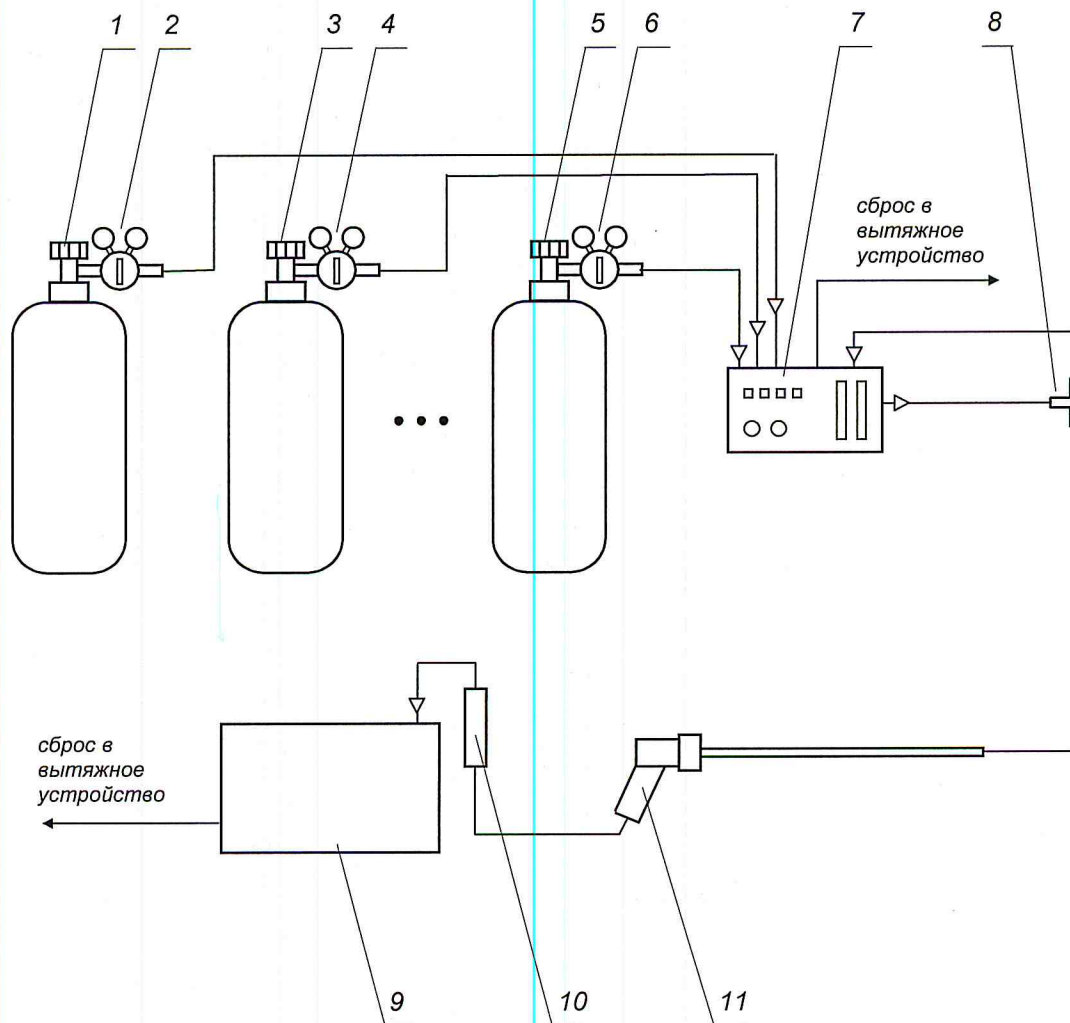 1 2 3 4 5 6 7 8
сброс в
вытяжное
устройство
сброс в
вытяжное
устройство
9 10 11